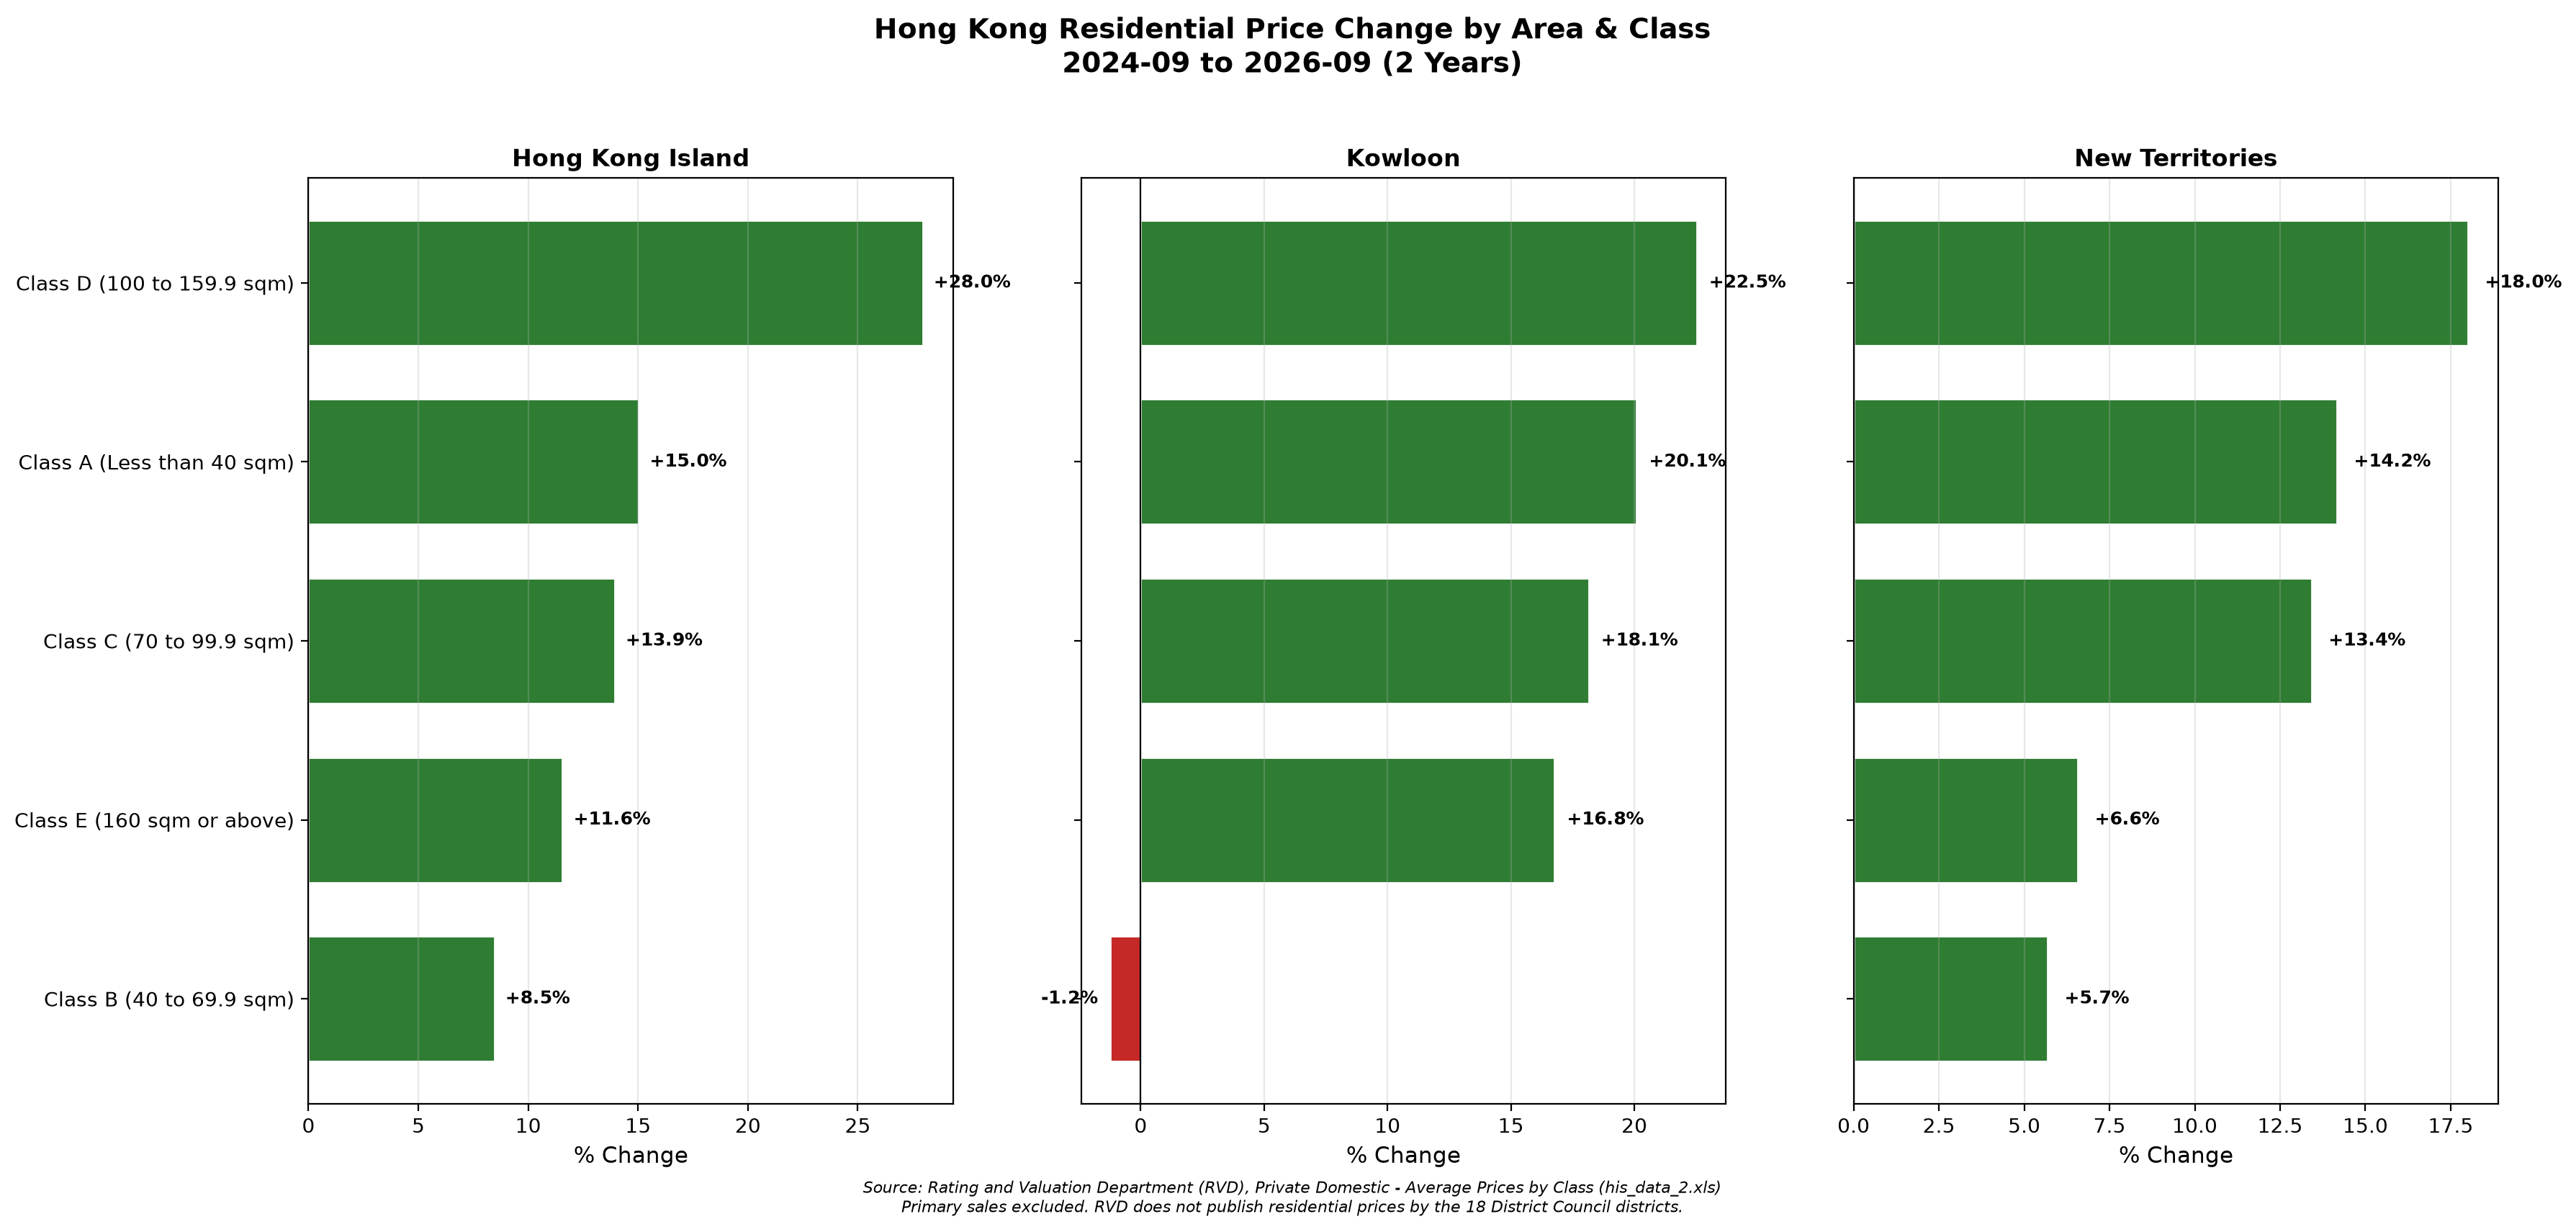 Hong Kong Residential Price Change by Area & Class
2024-09 to 2026-09 (2 Years)
Hong Kong Island
Class D (100 to 159.9 sqm)
+28.0%
Class A (Less than 40 sqm)
+15.0%
Class C (70 to 99.9 sqm)
+13.9%
Class E (160 sqm or above)
+11.6%
Class B (40 to 69.9 sqm)
+8.5%
0 5 10 15 20 25
% Change
Kowloon
+22.5%
+20.1%
+18.1%
+16.8%
-1.2%
0 5 10 15 20
% Change
New Territories
+18.0%
+14.2%
+13.4%
+6.6%
+5.7%
0.0 2.5 5.0 7.5 10.0 12.5 15.0 17.5
% Change
Source: Rating and Valuation Department (RVD), Private Domestic - Average Prices by Class (his_data_2.xls)
Primary sales excluded. RVD does not publish residential prices by the 18 District Council districts.